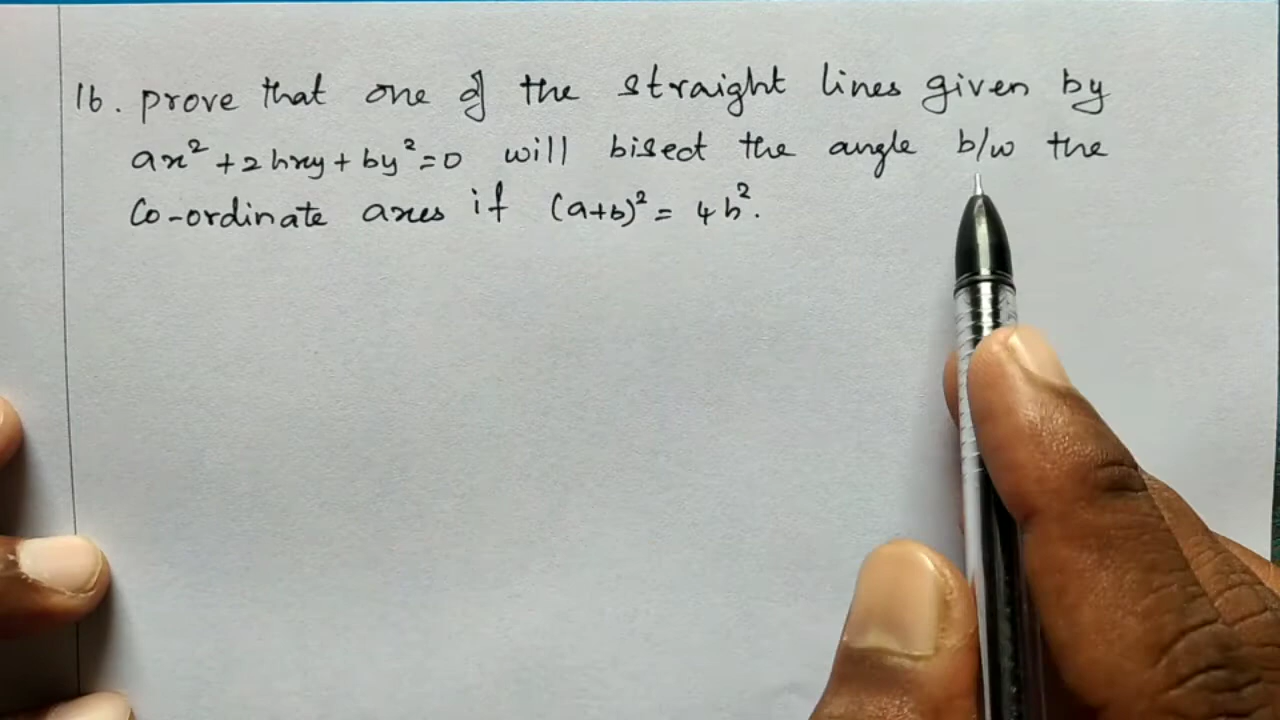 16. prove that one of the straight lines given by
ax² + 2hxy + by² = 0 will bisect the angle b/w the
Co-ordinate axes if (a+b)² = 4h².